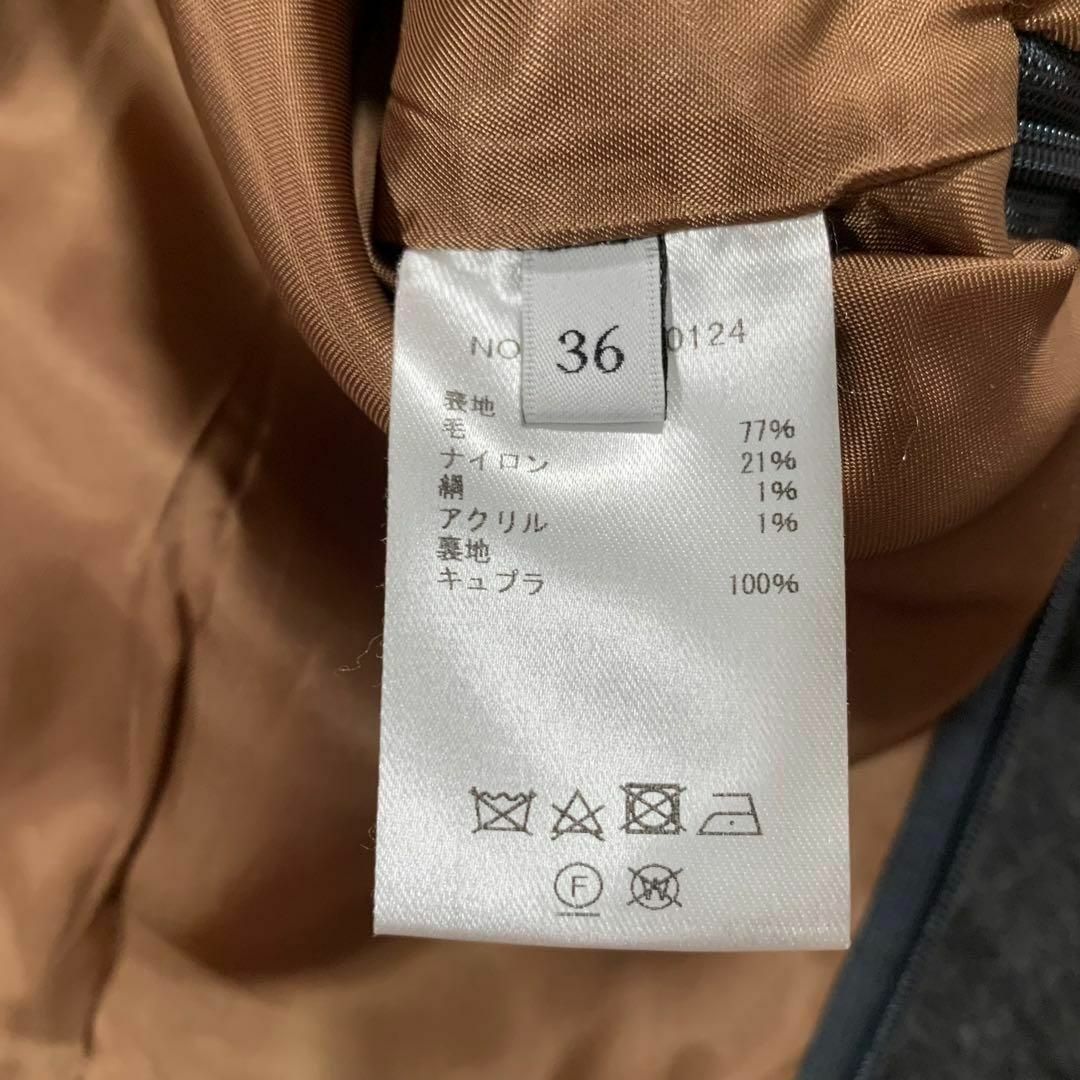 NO 0124
36
表地
毛 77%
ナイロン 21%
絹 1%
アクリル 1%
裏地
キュプラ 100%
F
W